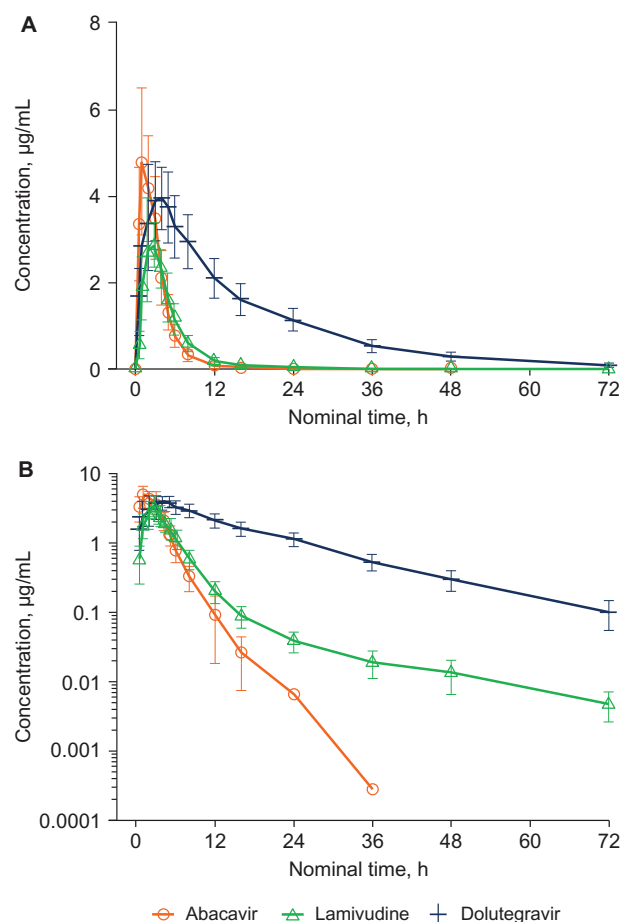 A
8
6
4
2
0
Concentration, µg/mL
0 12 24 36 48 60 72
Nominal time, h
B
10
1
0.1
0.01
0.001
0.0001
Concentration, µg/mL
0 12 24 36 48 60 72
Nominal time, h
Abacavir Lamivudine Dolutegravir